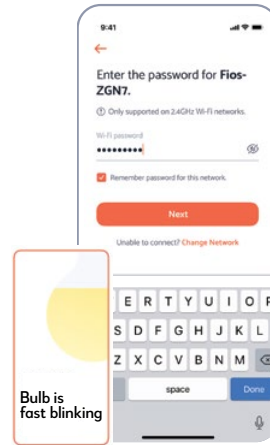 9:41
Enter the password for Fios-
ZGN7.
Only supported on 2.4GHz Wi-Fi networks.
Wi-Fi password
Remember password for this network.
Next
Unable to connect? Change Network
E R T Y U I O P
S D F G H J K L
Z X C V B N M
space
Done
Bulb is
fast blinking